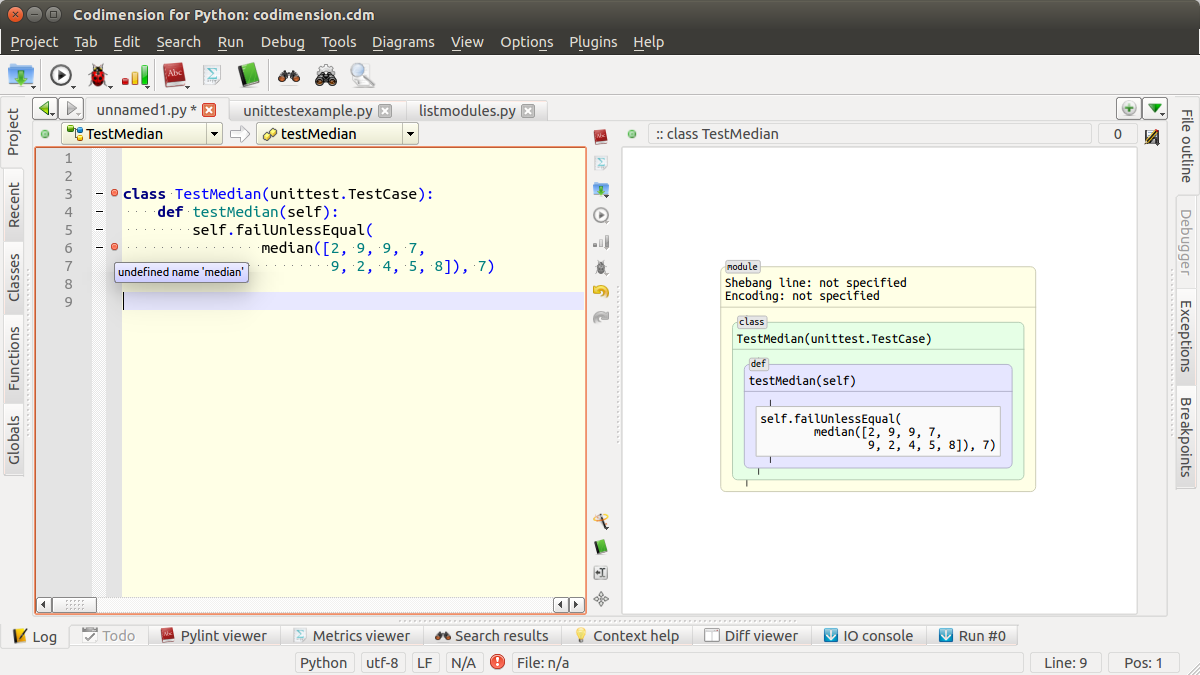 Codimension for Python: codimension.cdm
Project Tab Edit Search Run Debug Tools Diagrams View Options Plugins Help
unnamed1.py * unittestexample.py listmodules.py
TestMedian testMedian :: class TestMedian 0
Project
Recent
Classes
Functions
Globals
1
2
3 class TestMedian(unittest.TestCase):
4 def testMedian(self):
5 self.failUnlessEqual(
6 median([2, 9, 9, 7,
7 9, 2, 4, 5, 8]), 7)
undefined name 'median'
8
9
module
Shebang line: not specified
Encoding: not specified
class
TestMedian(unittest.TestCase)
def
testMedian(self)
self.failUnlessEqual(
median([2, 9, 9, 7,
9, 2, 4, 5, 8]), 7)
File outline
Debugger
Exceptions
Breakpoints
Log Todo Pylint viewer Metrics viewer Search results Context help Diff viewer IO console Run #0
Python utf-8 LF N/A File: n/a Line: 9 Pos: 1